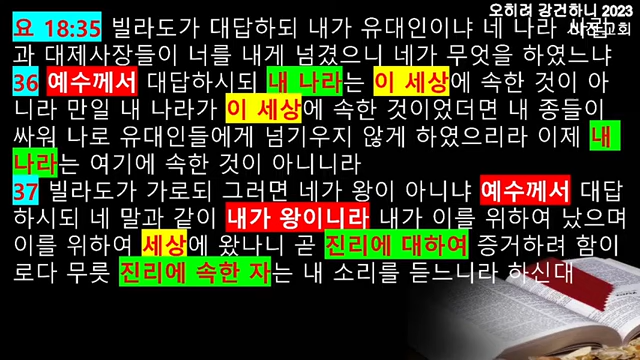 오히려 강건하니 2023
요 18:35 빌라도가 대답하되 내가 유대인이냐 네 나라
교회
과 대제사장들이 너를 내게 넘겼으니 네가 무엇을 하였느냐
36 예수께서 대답하시되 내 나라는 이 세상에 속한 것이 아
니라 만일 내 나라가 이 세상에 속한 것이었더면 내 종들이
싸워 나로 유대인들에게 넘기우지 않게 하였으리라 이제 내
나라는 여기에 속한 것이 아니니라
37 빌라도가 가로되 그러면 네가 왕이 아니냐 예수께서 대답
하시되 네 말과 같이 내가 왕이니라 내가 이를 위하여 났으며
이를 위하여 세상에 왔나니 곧 진리에 대하여 증거하려 함이
로다 무릇 진리에 속한 자는 내 소리를 듣느니라 하신대